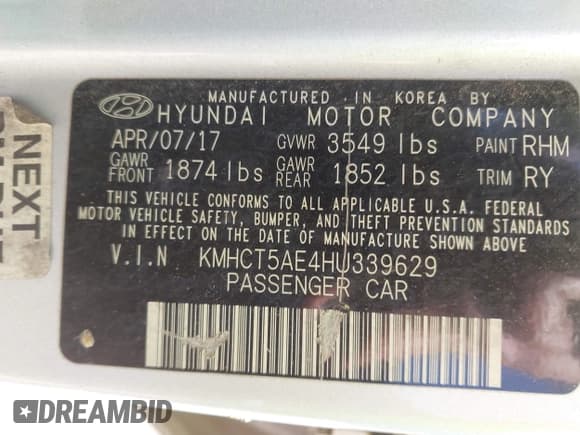 MANUFACTURED IN KOREA BY
HYUNDAI MOTOR COMPANY
APR/07/17 GVWR 3549 lbs PAINT RHM
GAWR FRONT 1874 lbs GAWR REAR 1852 lbs TRIM RY
THIS VEHICLE CONFORMS TO ALL APPLICABLE U.S.A. FEDERAL
MOTOR VEHICLE SAFETY, BUMPER, AND THEFT PREVENTION STANDARDS
IN EFFECT ON THE DATE OF MANUFACTURE SHOWN ABOVE
V.I.N KMHCT5AE4HU339629
PASSENGER CAR
NEXT
DREAMBID